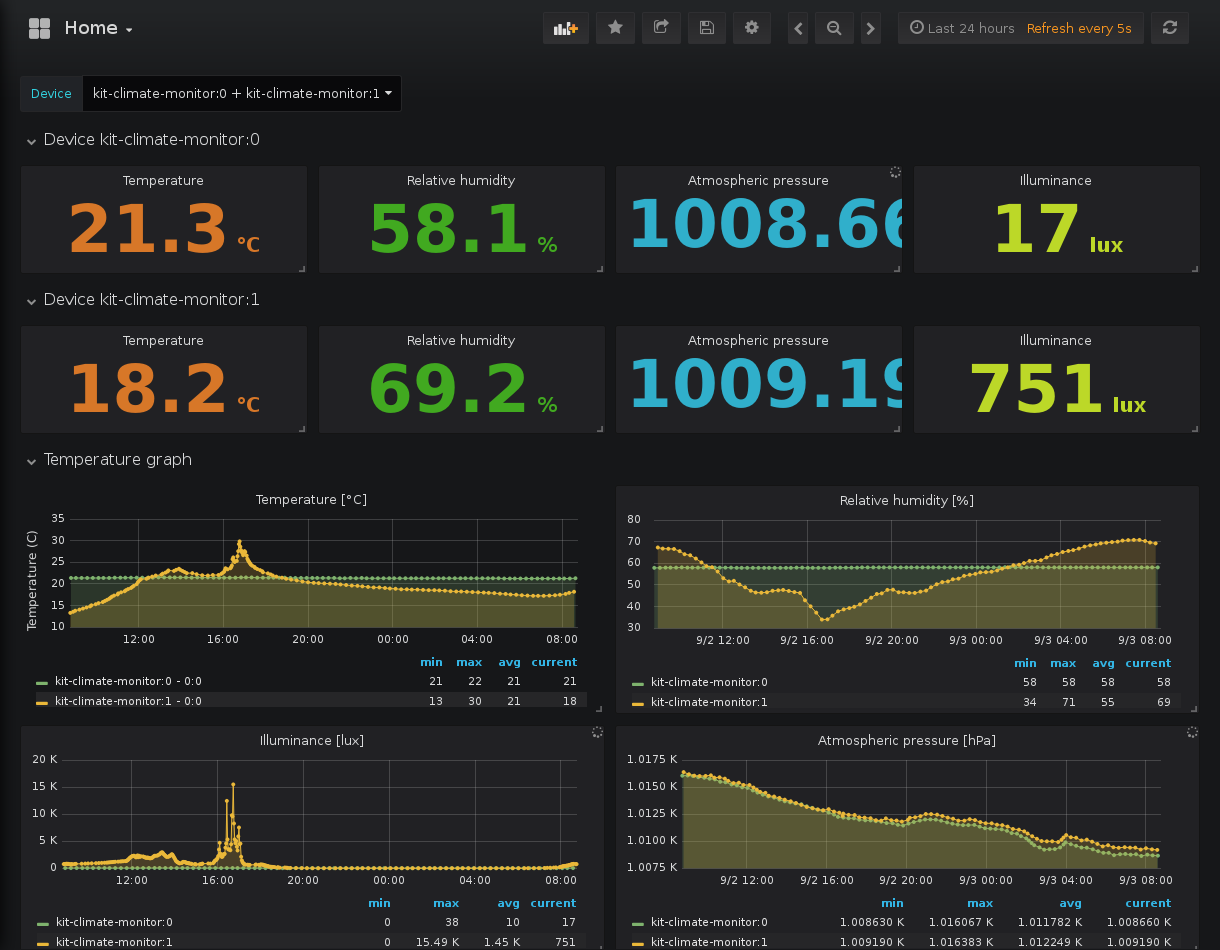 Home
Last 24 hours Refresh every 5s
Device kit-climate-monitor:0 + kit-climate-monitor:1
Device kit-climate-monitor:0
Temperature Relative humidity Atmospheric pressure Illuminance
21.3 °C 58.1 % 1008.66 17 lux
Device kit-climate-monitor:1
Temperature Relative humidity Atmospheric pressure Illuminance
18.2 °C 69.2 % 1009.19 751 lux
Temperature graph
Temperature [°C]
Temperature (C)
35
30
25
20
15
10
12:00 16:00 20:00 00:00 04:00 08:00
min max avg current
kit-climate-monitor:0 - 0:0 21 22 21 21
kit-climate-monitor:1 - 0:0 13 30 21 18
Relative humidity [%]
80
70
60
50
40
30
9/2 12:00 9/2 16:00 9/2 20:00 9/3 00:00 9/3 04:00 9/3 08:00
min max avg current
kit-climate-monitor:0 58 58 58 58
kit-climate-monitor:1 34 71 55 69
Illuminance [lux]
20 K
15 K
10 K
5 K
0
12:00 16:00 20:00 00:00 04:00 08:00
min max avg current
kit-climate-monitor:0 0 38 10 17
kit-climate-monitor:1 0 15.49 K 1.45 K 751
Atmospheric pressure [hPa]
1.0175 K
1.0150 K
1.0125 K
1.0100 K
1.0075 K
9/2 12:00 9/2 16:00 9/2 20:00 9/3 00:00 9/3 04:00 9/3 08:00
min max avg current
kit-climate-monitor:0 1.008630 K 1.016067 K 1.011782 K 1.008660 K
kit-climate-monitor:1 1.009190 K 1.016383 K 1.012249 K 1.009190 K